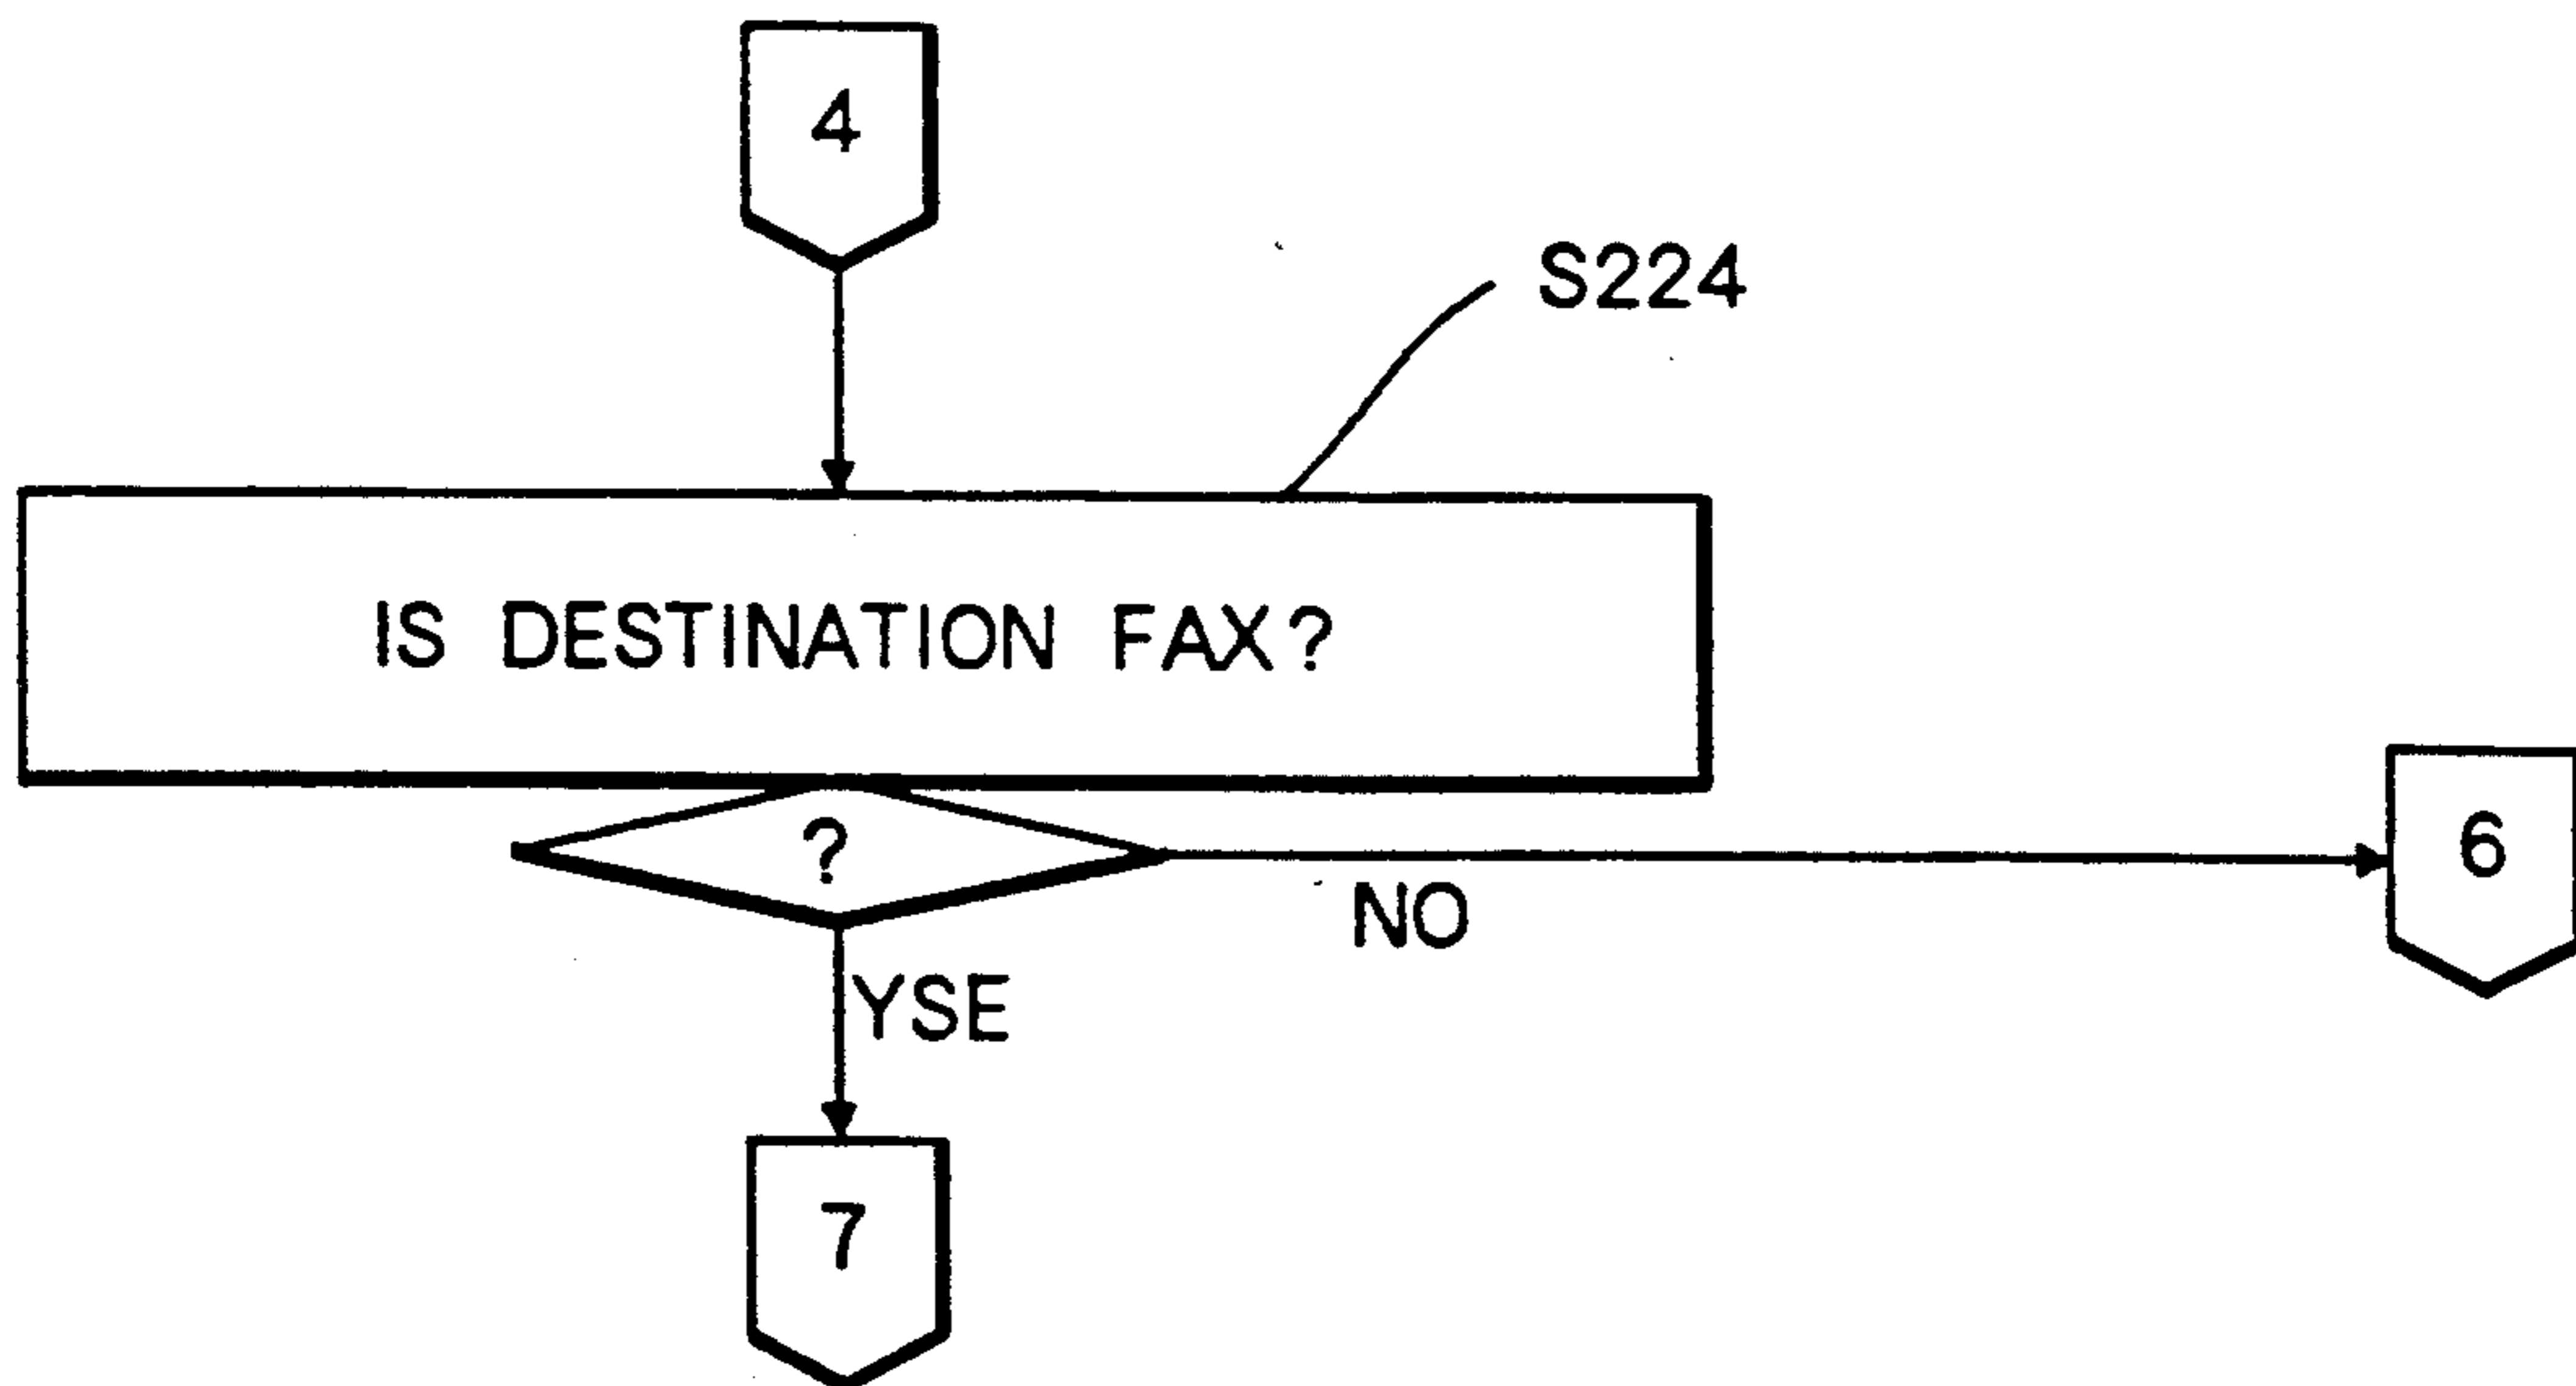 4
S224
IS DESTINATION FAX?
?
6
NO
YSE
7